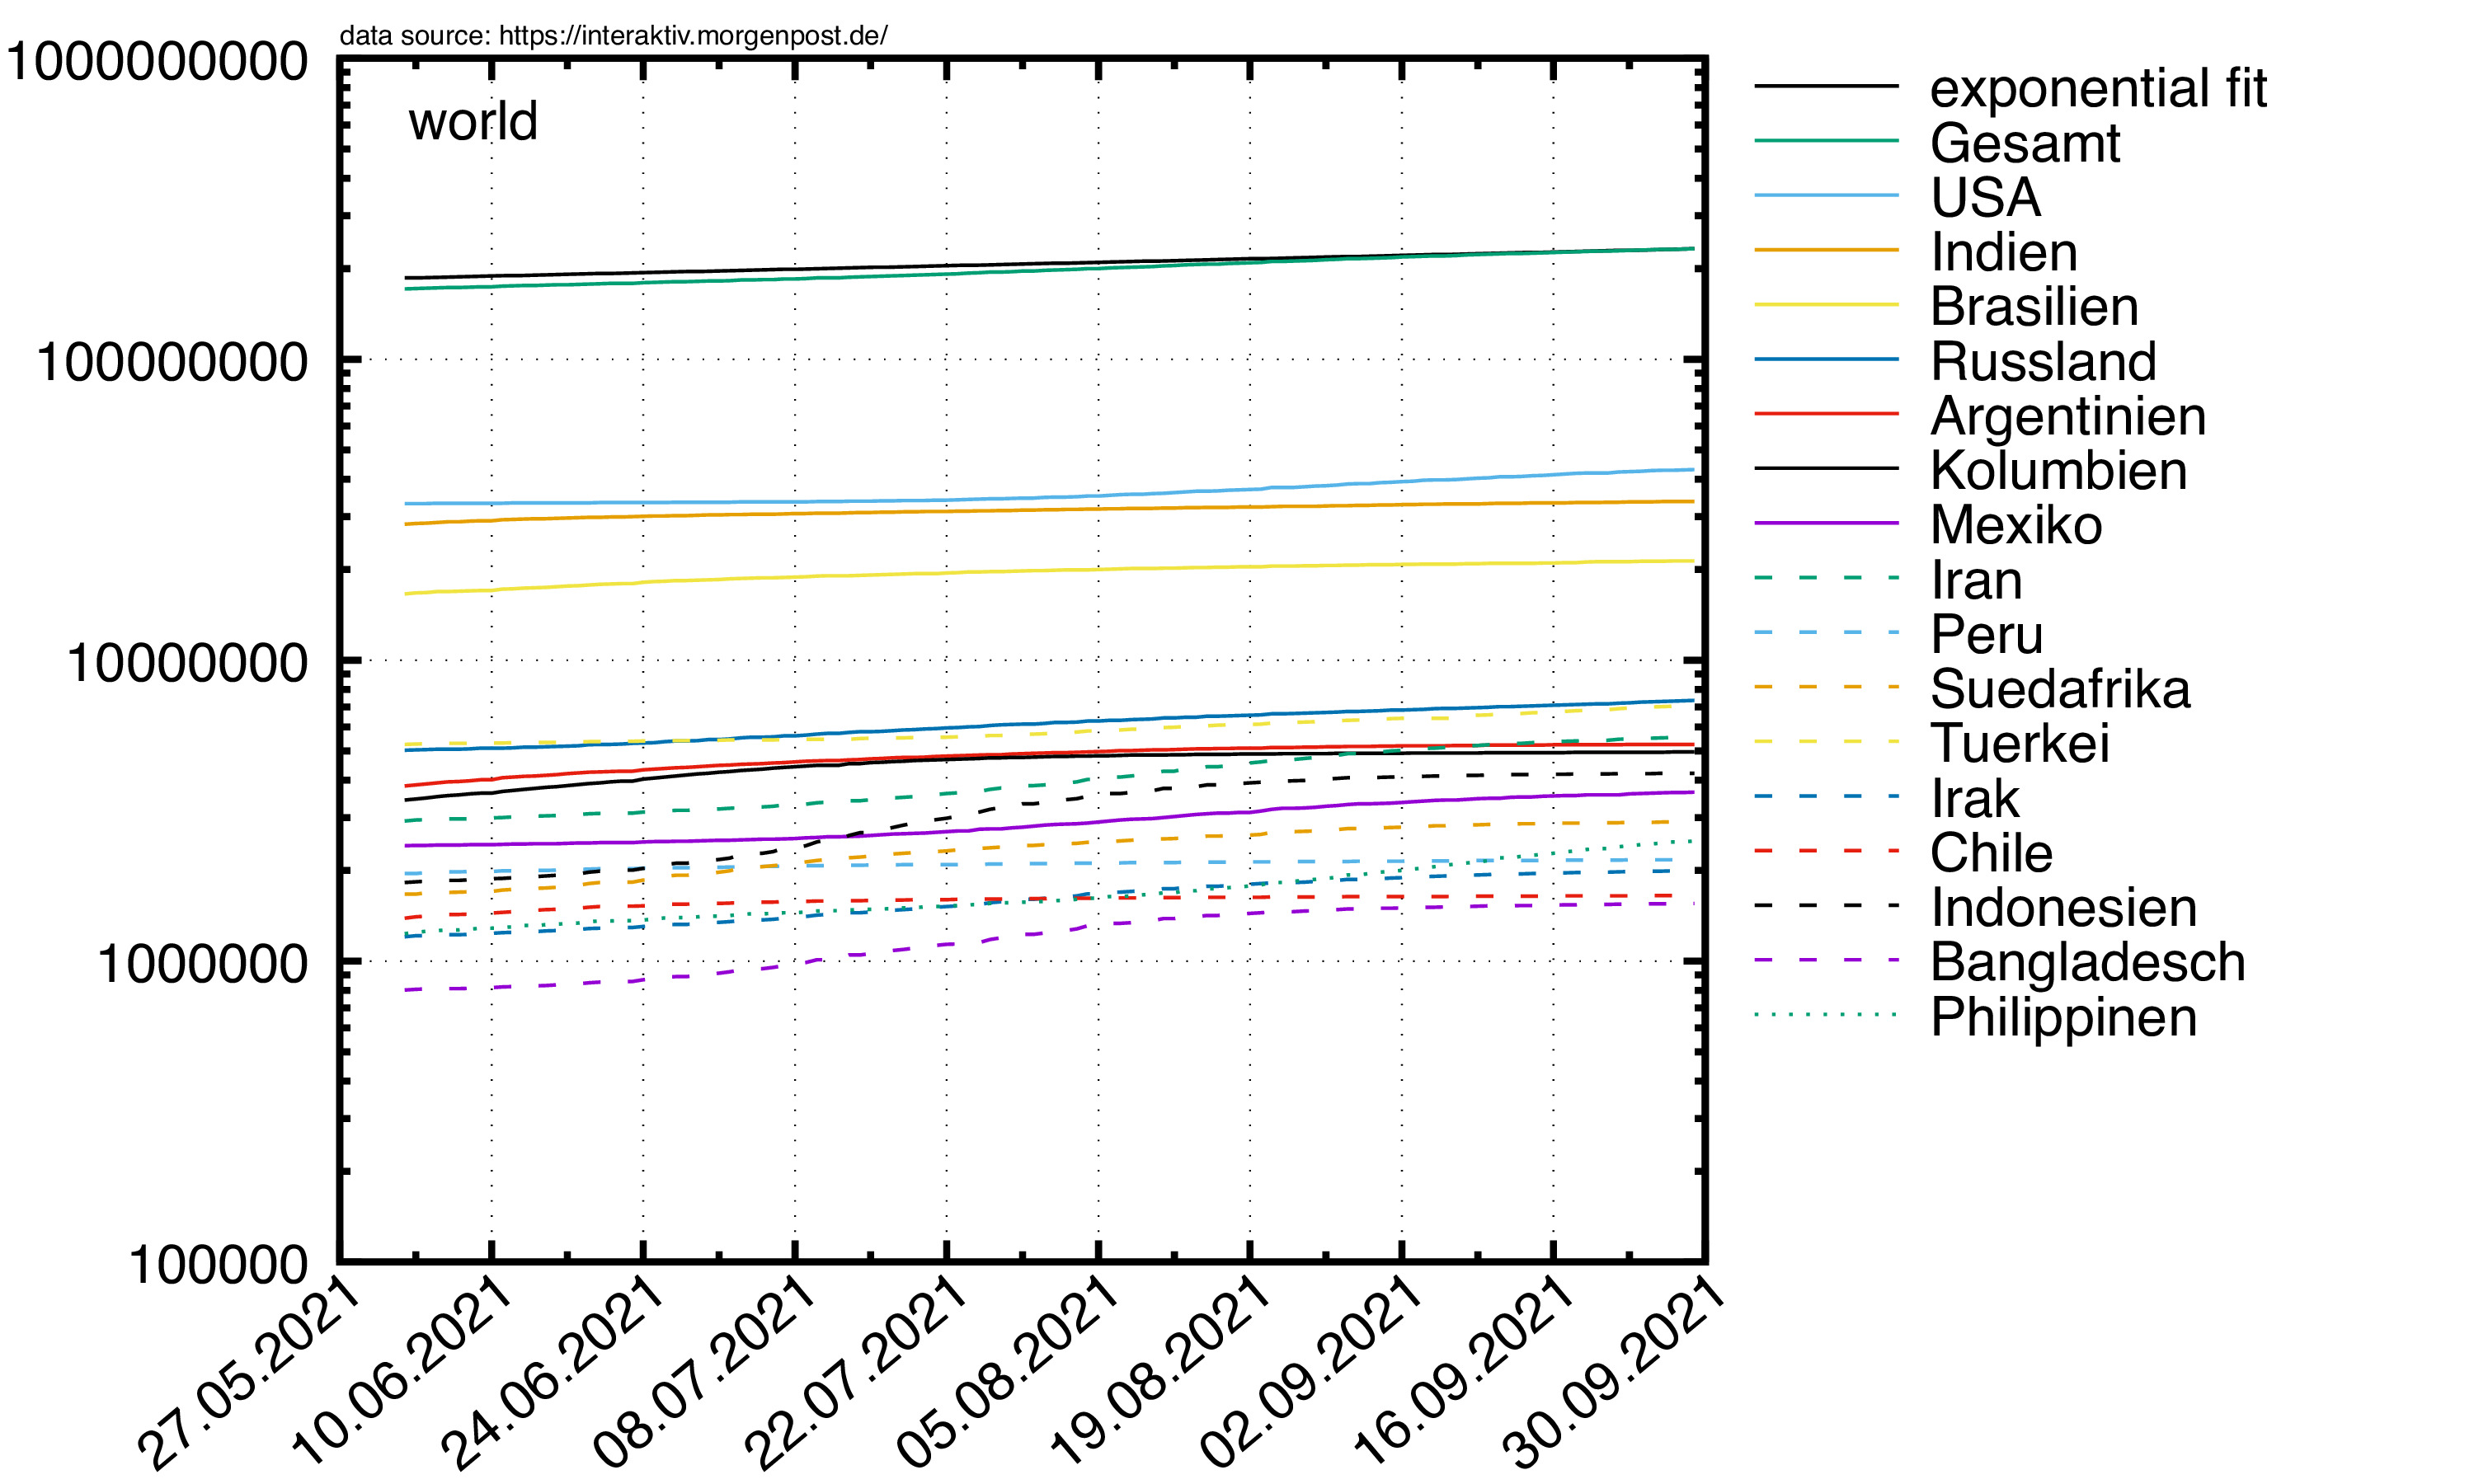 data source: https://interaktiv.morgenpost.de/
1000000000
100000000
10000000
1000000
100000
world
exponential fit
Gesamt
USA
Indien
Brasilien
Russland
Argentinien
Kolumbien
Mexiko
Iran
Peru
Suedafrika
Tuerkei
Irak
Chile
Indonesien
Bangladesch
Philippinen
27.05.2021
10.06.2021
24.06.2021
08.07.2021
22.07.2021
05.08.2021
19.08.2021
02.09.2021
16.09.2021
30.09.2021